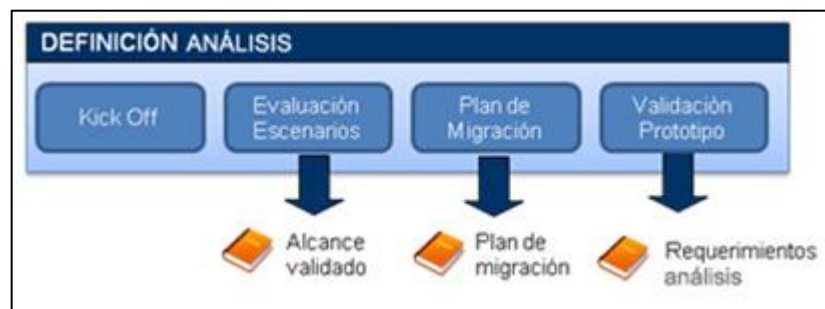 DEFINICIÓN ANÁLISIS
Kick Off
Evaluación
Escenarios
Plan de
Migración
Validación
Prototipo
Alcance
validado
Plan de
migración
Requerimientos
análisis